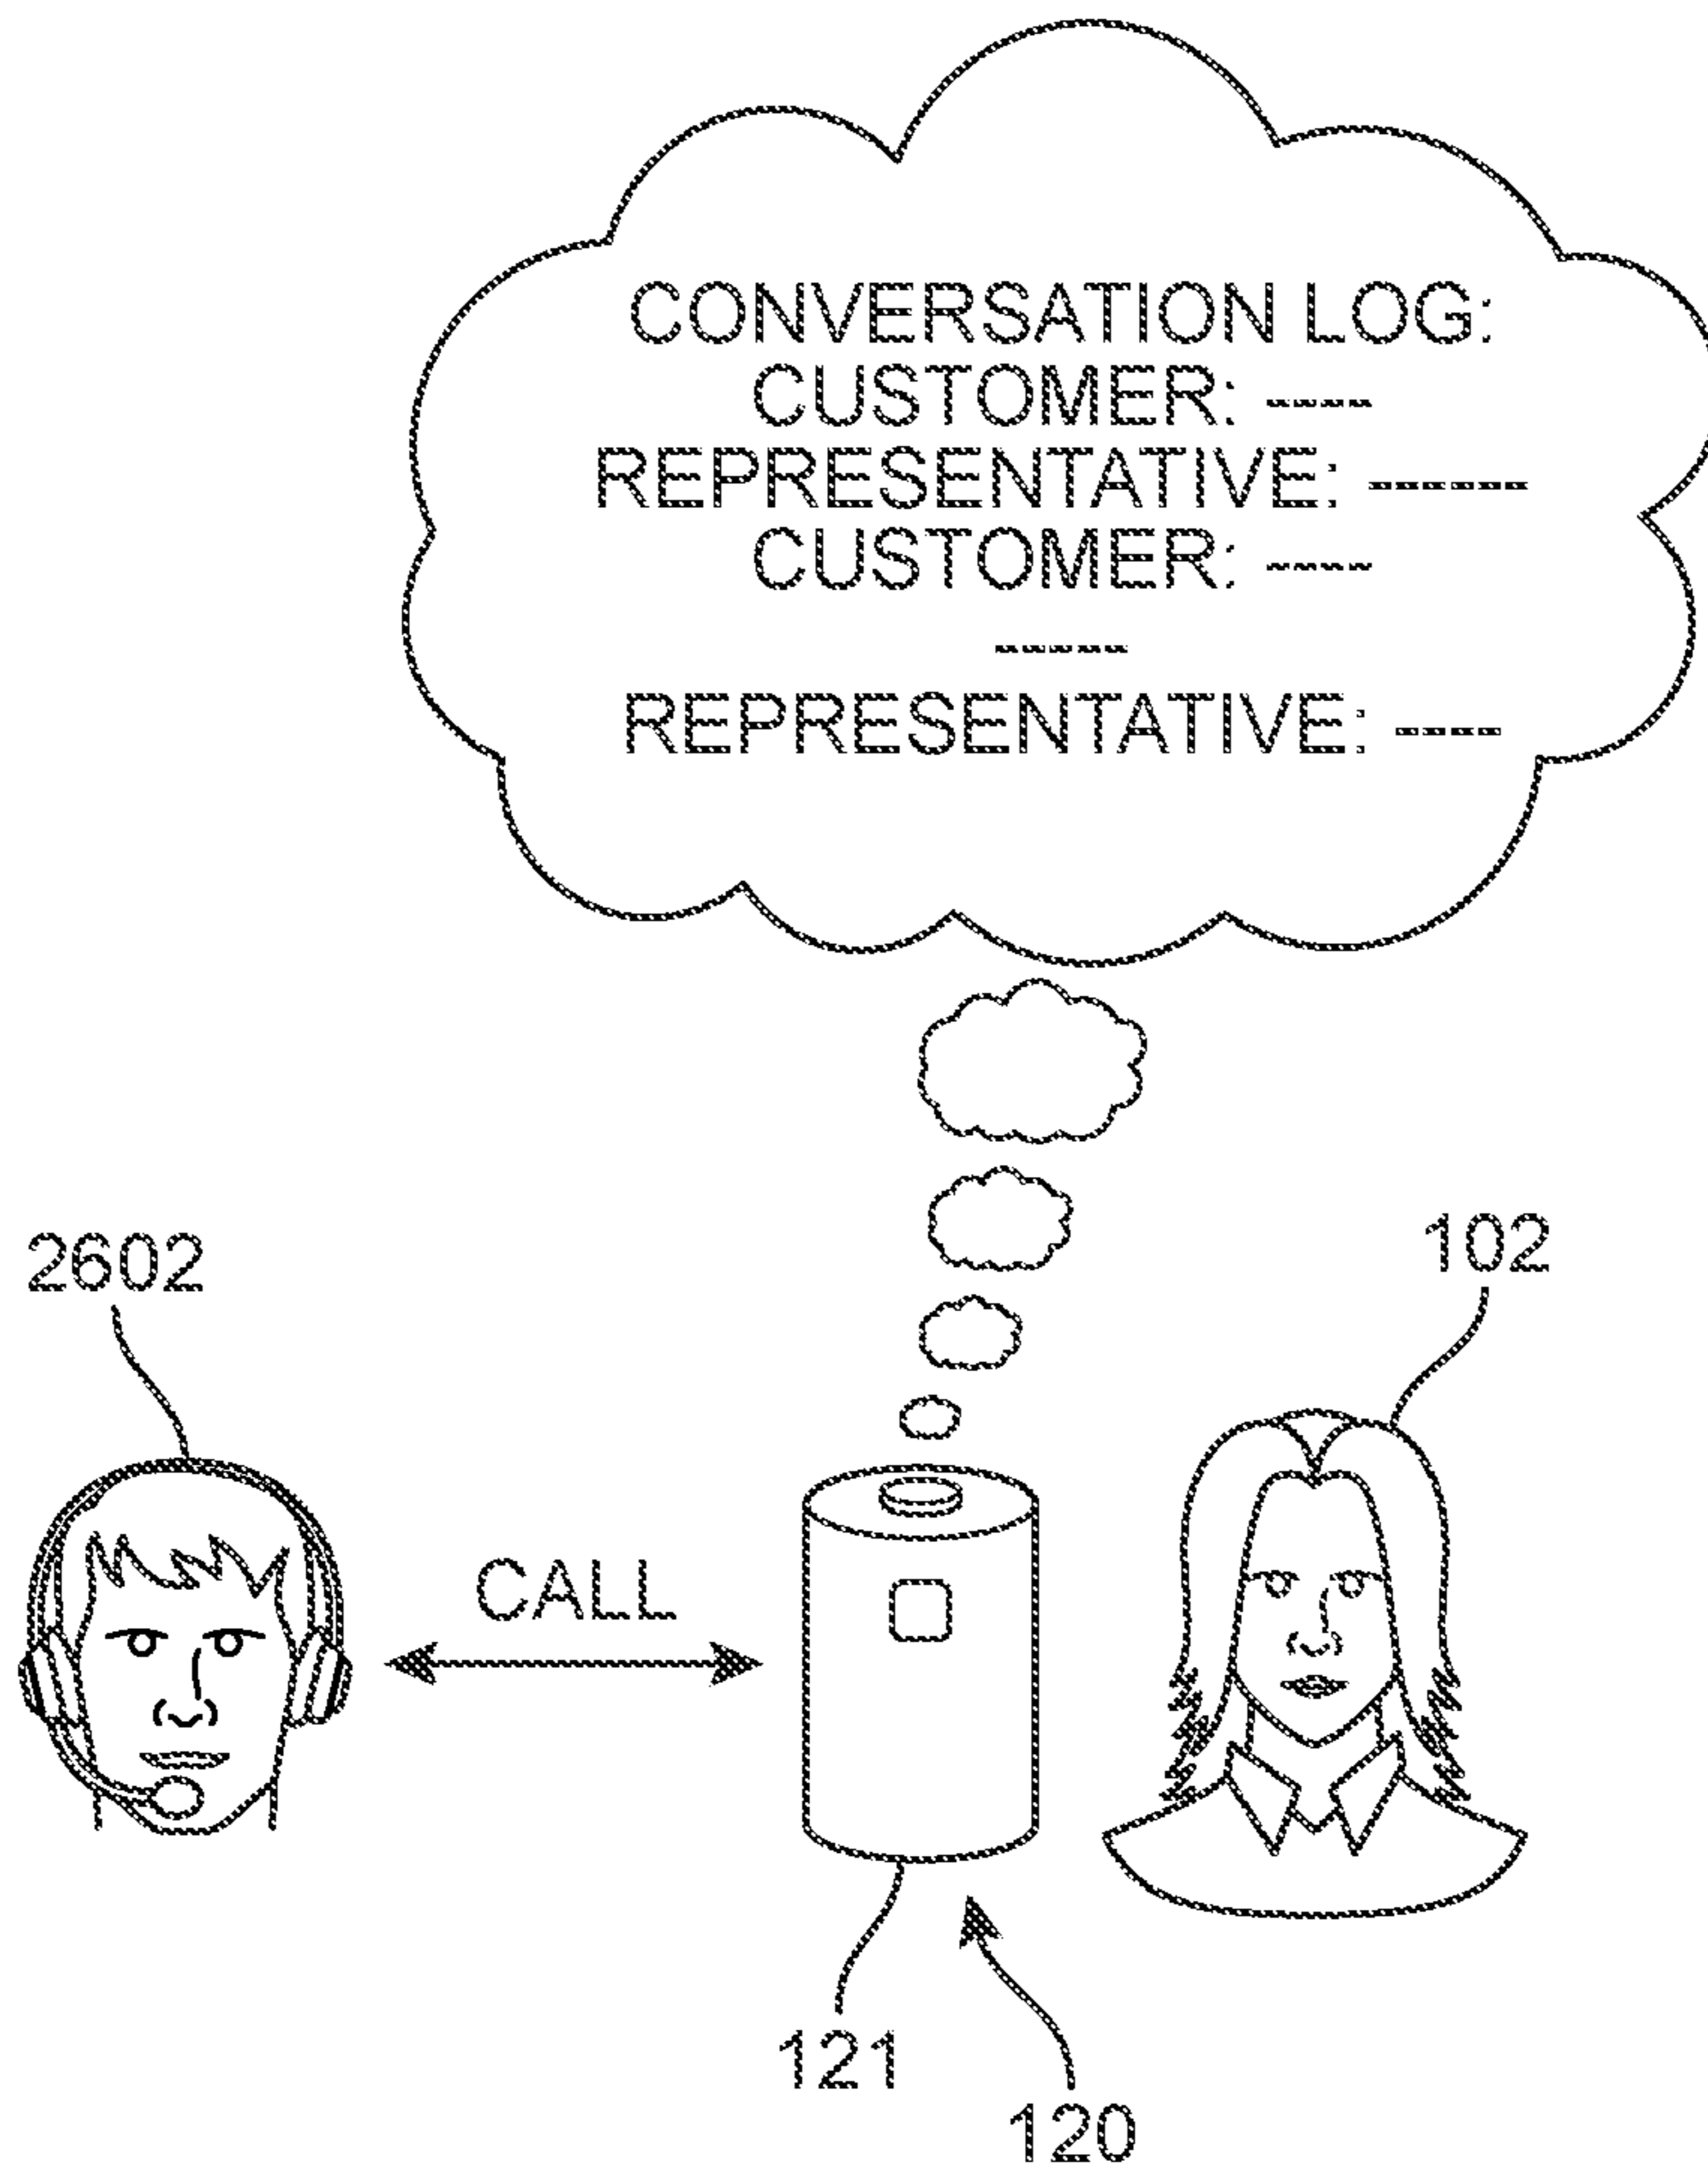 CONVERSATION LOG:
CUSTOMER: ----
REPRESENTATIVE: ------
CUSTOMER: ----
-----
REPRESENTATIVE: ----
2602
102
CALL
121
120